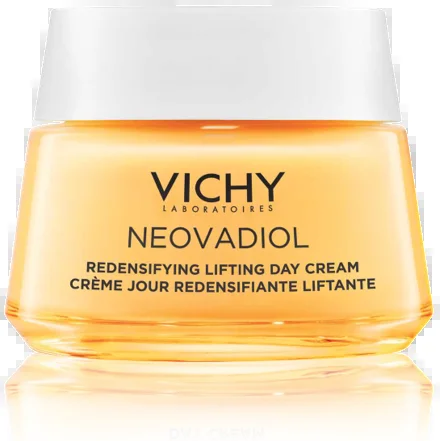 VICHY
LABORATOIRES
NEOVADIOL
REDENSIFYING LIFTING DAY CREAM
CRÈME JOUR REDENSIFIANTE LIFTANTE